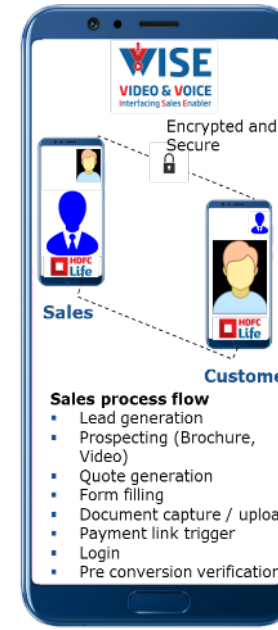 WISE
VIDEO & VOICE
Interfacing Sales Enabler
Encrypted and
Secure
HDFC
Life
HDFC
Life
Sales
Custome
Sales process flow
▪ Lead generation
▪ Prospecting (Brochure,
Video)
▪ Quote generation
▪ Form filling
▪ Document capture / uploa
▪ Payment link trigger
▪ Login
▪ Pre conversion verification